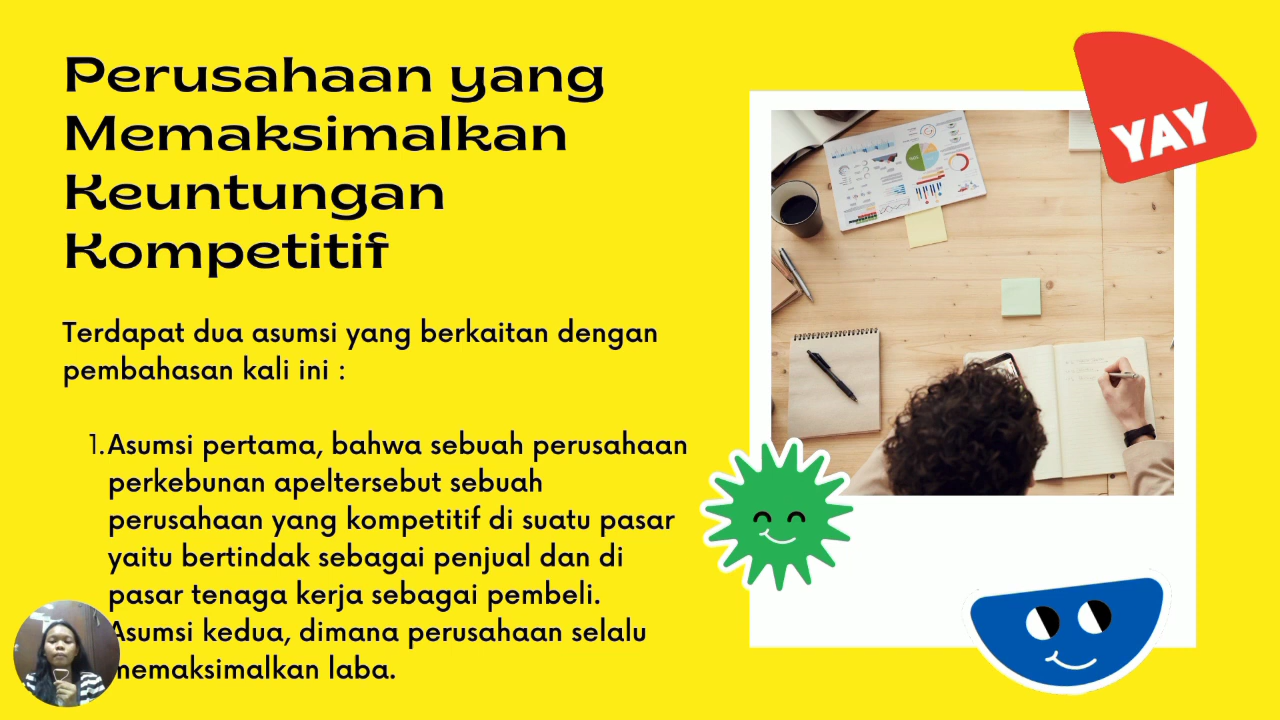 Perusahaan yang
Memaksimalkan
Keuntungan
Kompetitif
YAY
Terdapat dua asumsi yang berkaitan dengan
pembahasan kali ini :
1.Asumsi pertama, bahwa sebuah perusahaan
perkebunan apeltersebut sebuah
perusahaan yang kompetitif di suatu pasar
yaitu bertindak sebagai penjual dan di
pasar tenaga kerja sebagai pembeli.
Asumsi kedua, dimana perusahaan selalu
memaksimalkan laba.